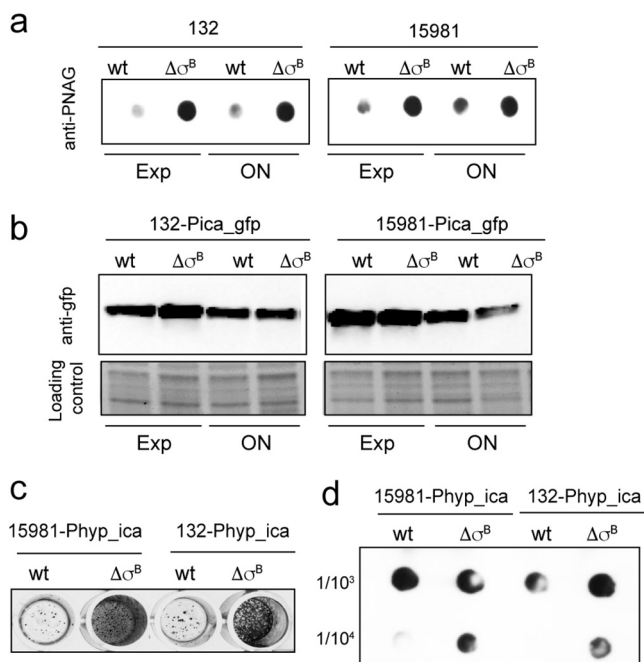 a
132 15981
wt Δσᴮ wt Δσᴮ wt Δσᴮ wt Δσᴮ
anti-PNAG
Exp ON Exp ON
b
132-Pica_gfp 15981-Pica_gfp
wt Δσᴮ wt Δσᴮ wt Δσᴮ wt Δσᴮ
anti-gfp
Loading
control
Exp ON Exp ON
c
15981-Phyp_ica 132-Phyp_ica
wt Δσᴮ wt Δσᴮ
d
15981-Phyp_ica 132-Phyp_ica
wt Δσᴮ wt Δσᴮ
1/10³
1/10⁴